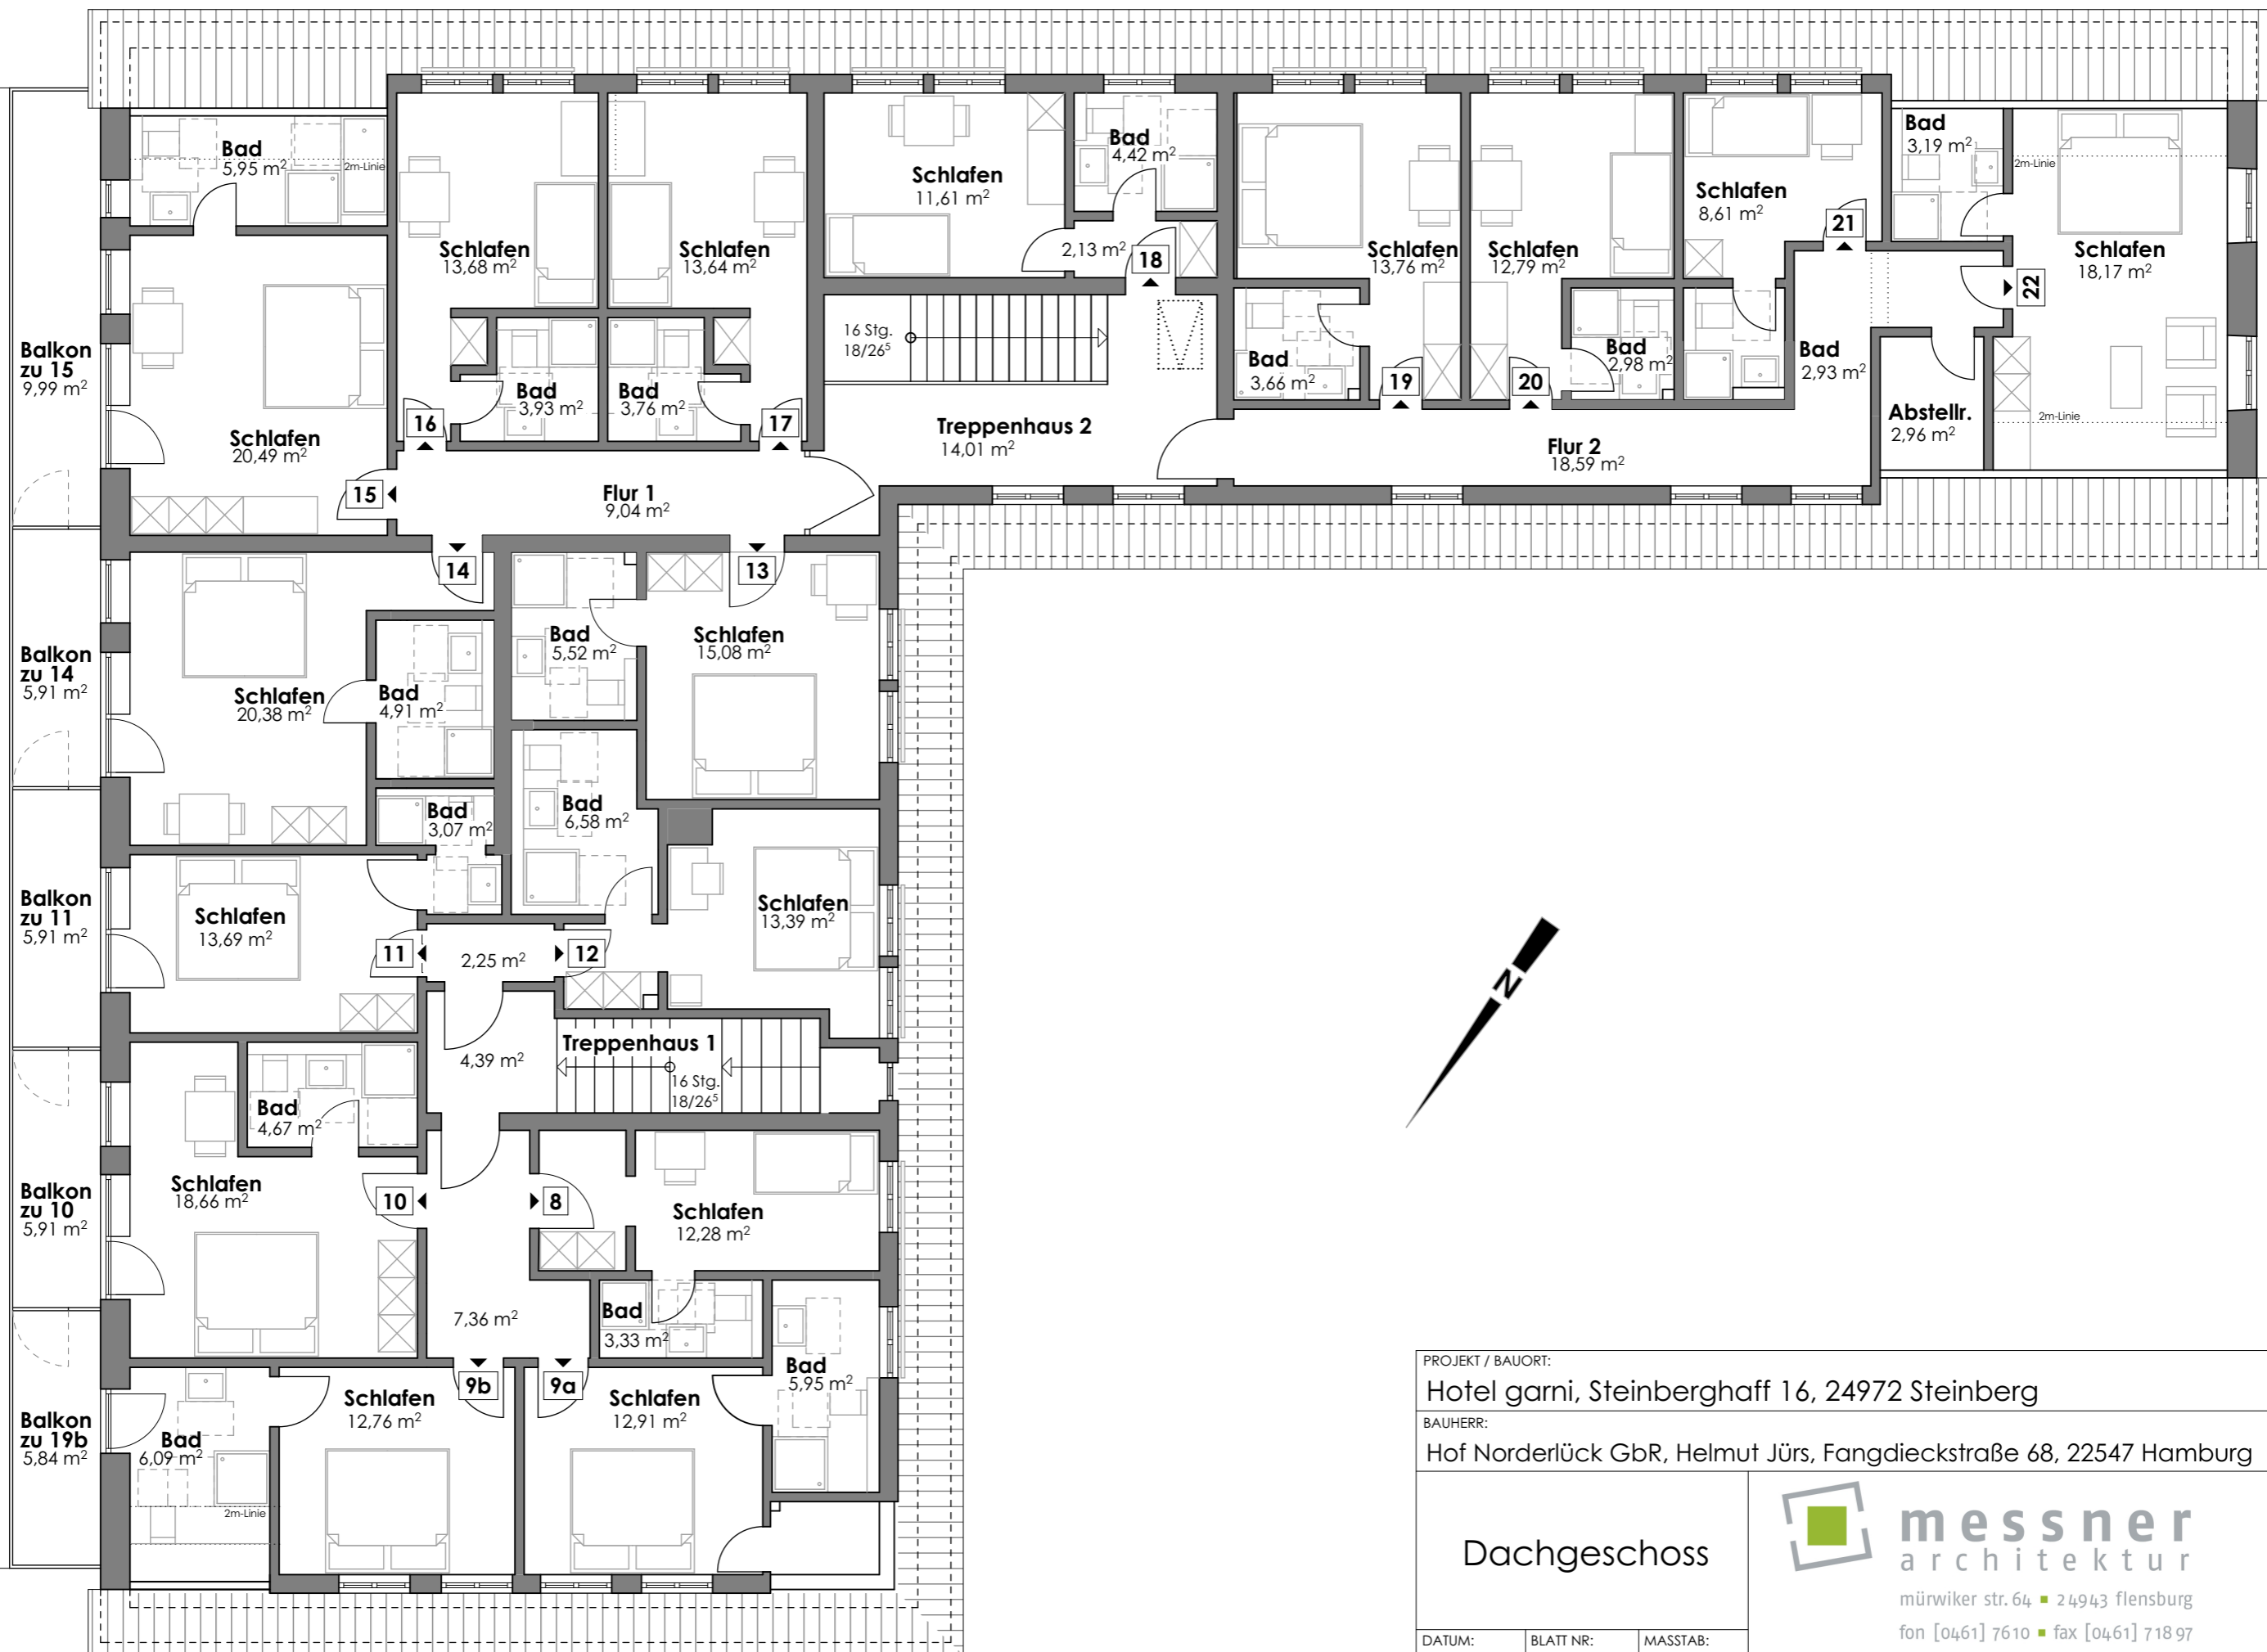 Bad
5,95 m²
2m-Linie
Schlafen
13,68 m²
Schlafen
13,64 m²
Schlafen
11,61 m²
Bad
4,42 m²
2,13 m²
18
Schlafen
13,76 m²
Schlafen
12,79 m²
Schlafen
8,61 m²
21
Bad
3,19 m²
2m-Linie
Schlafen
18,17 m²
22
Balkon
zu 15
9,99 m²
Schlafen
20,49 m²
16
Bad
3,93 m²
Bad
3,76 m²
17
16 Stg.
18/26⁵
Treppenhaus 2
14,01 m²
Bad
3,66 m²
19
20
Bad
2,98 m²
Bad
2,93 m²
Abstellr.
2,96 m²
2m-Linie
15
Flur 1
9,04 m²
Flur 2
18,59 m²
14
13
Balkon
zu 14
5,91 m²
Schlafen
20,38 m²
Bad
4,91 m²
Bad
5,52 m²
Schlafen
15,08 m²
Bad
3,07 m²
Bad
6,58 m²
Balkon
zu 11
5,91 m²
Schlafen
13,69 m²
11
2,25 m²
12
Schlafen
13,39 m²
N
4,39 m²
Treppenhaus 1
16 Stg.
18/26⁵
Bad
4,67 m²
Balkon
zu 10
5,91 m²
Schlafen
18,66 m²
10
8
Schlafen
12,28 m²
7,36 m²
Bad
3,33 m²
Bad
5,95 m²
9b
9a
Balkon
zu 19b
5,84 m²
Bad
6,09 m²
2m-Linie
Schlafen
12,76 m²
Schlafen
12,91 m²
PROJEKT / BAUORT:
Hotel garni, Steinberghaff 16, 24972 Steinberg
BAUHERR:
Hof Norderlück GbR, Helmut Jürs, Fangdieckstraße 68, 22547 Hamburg
Dachgeschoss
messner
architektur
mürwiker str. 64 ▪ 24943 flensburg
fon [0461] 7610 ▪ fax [0461] 718 97
DATUM:
BLATT NR:
MASSTAB: